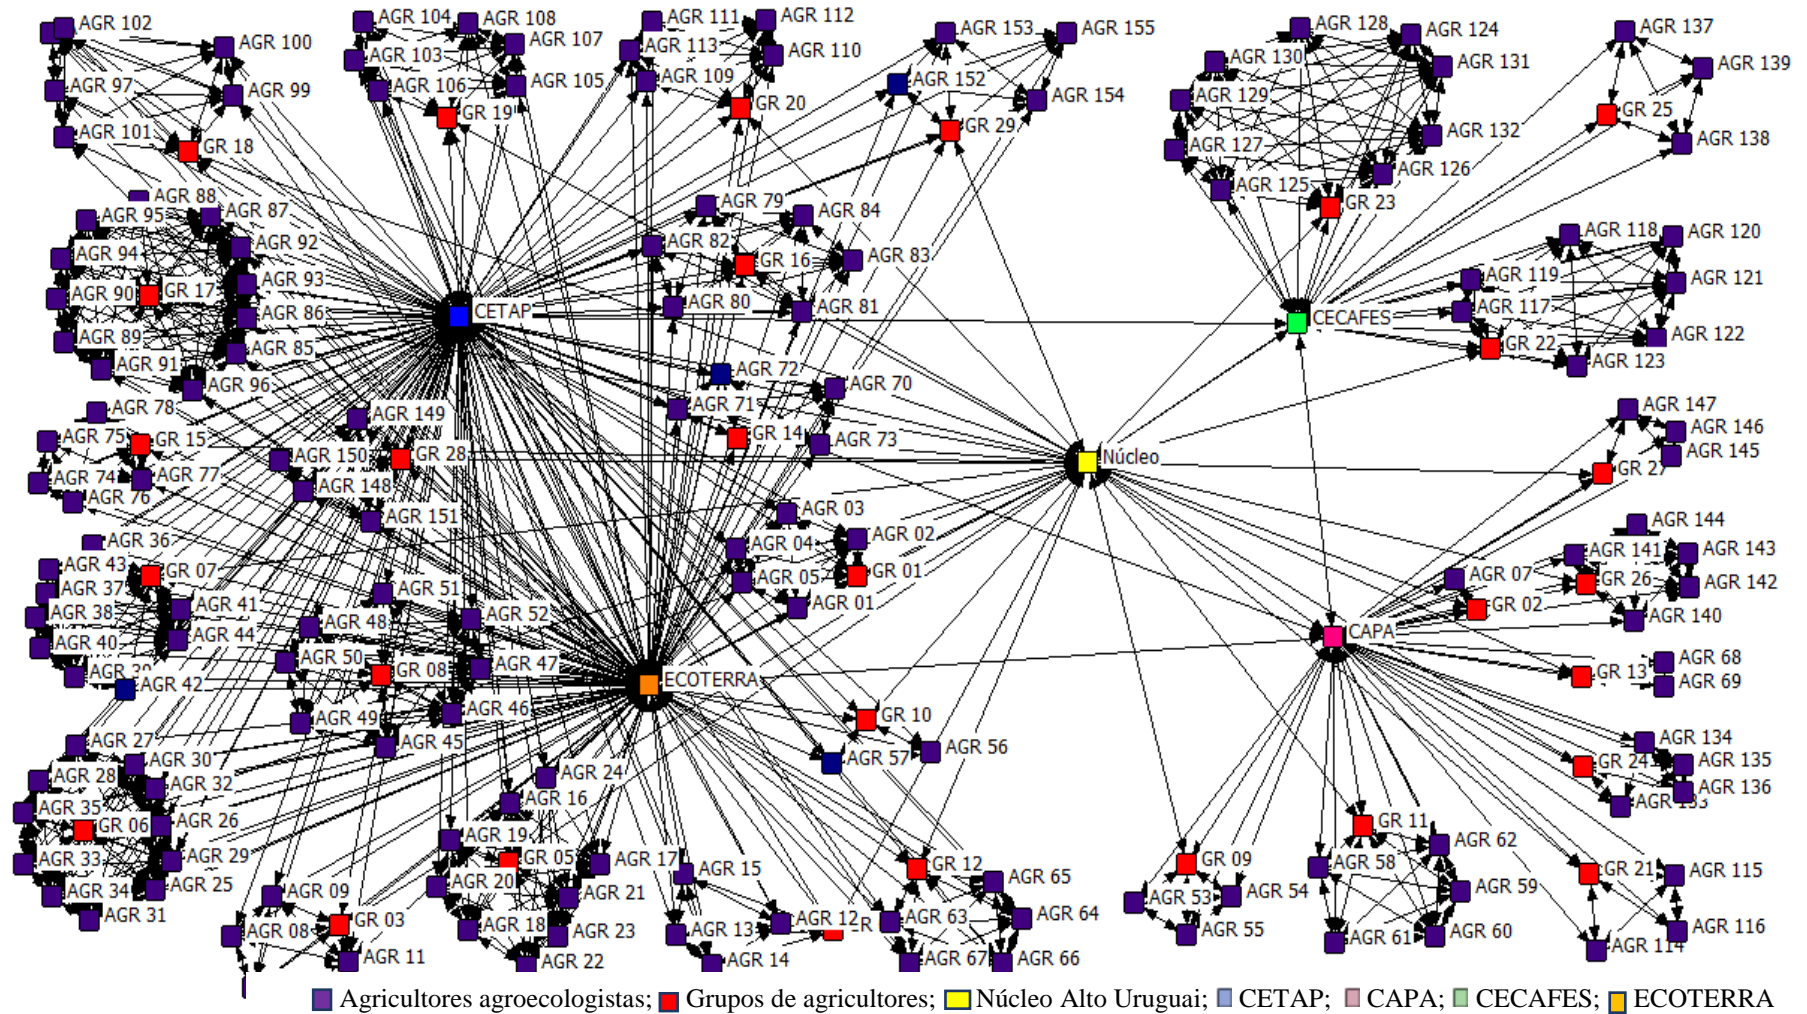 AGR 102
AGR 100
AGR 97
AGR 99
AGR 101
GR 18
AGR 104
AGR 108
AGR 103
AGR 107
AGR 106
AGR 105
GR 19
AGR 111
AGR 112
AGR 113
AGR 110
AGR 109
GR 20
AGR 153
AGR 155
AGR 152
AGR 154
GR 29
AGR 128
AGR 124
AGR 130
AGR 131
AGR 129
AGR 132
AGR 127
AGR 126
AGR 125
GR 23
AGR 137
AGR 139
GR 25
AGR 138
AGR 88
AGR 95
AGR 87
AGR 94
AGR 92
AGR 93
AGR 90
GR 17
AGR 86
AGR 89
AGR 85
AGR 91
AGR 96
AGR 79
AGR 84
AGR 82
GR 16
AGR 83
AGR 80
AGR 81
CETAP
CECAFES
AGR 118
AGR 120
AGR 119
AGR 121
AGR 117
AGR 122
GR 22
AGR 123
AGR 72
AGR 70
AGR 71
GR 14
AGR 73
AGR 78
AGR 75
GR 15
AGR 74
AGR 77
AGR 76
AGR 149
AGR 150
GR 28
AGR 148
AGR 151
Núcleo
AGR 147
AGR 146
AGR 145
GR 27
AGR 03
AGR 02
AGR 04
AGR 05
GR 01
AGR 01
AGR 36
AGR 43
GR 07
AGR 37
AGR 38
AGR 41
AGR 40
AGR 44
AGR 42
AGR 51
AGR 48
AGR 52
AGR 50
GR 08
AGR 47
AGR 49
AGR 46
AGR 45
ECOTERRA
AGR 144
AGR 141
AGR 143
AGR 07
GR 26
AGR 142
GR 02
AGR 140
CAPA
AGR 68
GR 13
AGR 69
GR 10
AGR 57
AGR 56
AGR 134
GR 24
AGR 135
AGR 136
AGR 27
AGR 30
AGR 28
AGR 32
AGR 35
GR 06
AGR 26
AGR 33
AGR 29
AGR 34
AGR 25
AGR 31
AGR 24
AGR 16
AGR 19
GR 05
AGR 17
AGR 20
AGR 21
AGR 18
AGR 23
AGR 22
AGR 09
GR 03
AGR 08
AGR 11
AGR 15
AGR 12
AGR 13
AGR 14
GR 12
AGR 65
AGR 63
AGR 64
AGR 67
AGR 66
GR 09
AGR 53
AGR 54
AGR 55
GR 11
AGR 62
AGR 58
AGR 59
AGR 61
AGR 60
GR 21
AGR 115
AGR 116
AGR 114
Agricultores agroecologistas; Grupos de agricultores; Núcleo Alto Uruguai; CETAP; CAPA; CECAFES; ECOTERRA